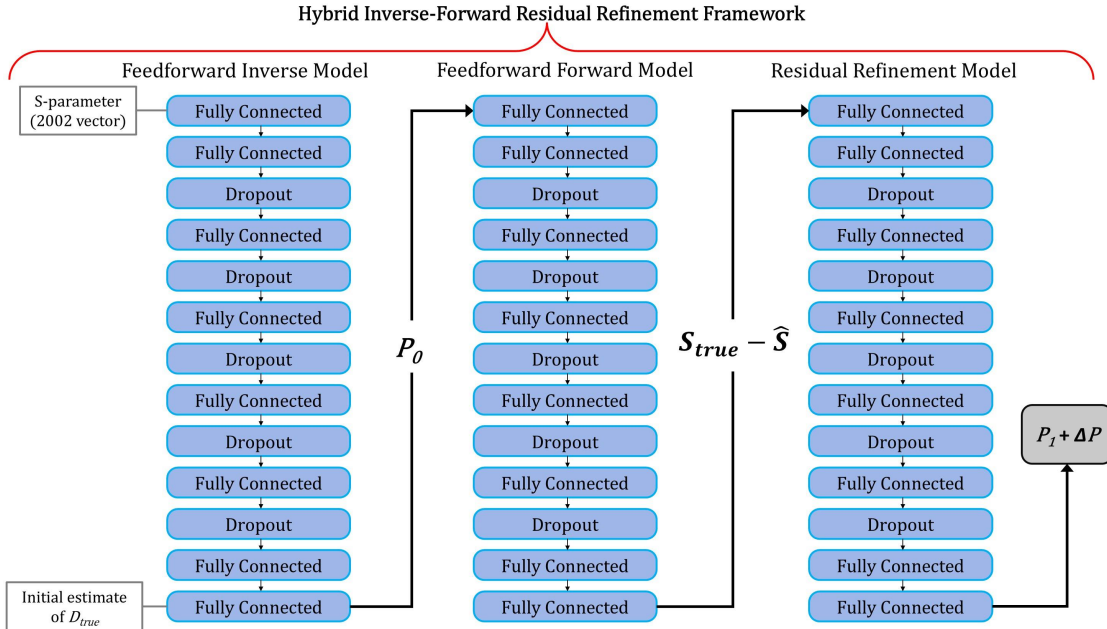 Hybrid Inverse-Forward Residual Refinement Framework
Feedforward Inverse Model
S-parameter
(2002 vector)
Fully Connected
Fully Connected
Dropout
Fully Connected
Dropout
Fully Connected
Dropout
Fully Connected
Dropout
Fully Connected
Dropout
Fully Connected
Fully Connected
Initial estimate
of D_true
P_0
Feedforward Forward Model
Fully Connected
Fully Connected
Dropout
Fully Connected
Dropout
Fully Connected
Dropout
Fully Connected
Dropout
Fully Connected
Dropout
Fully Connected
Fully Connected
S_true − Ŝ
Residual Refinement Model
Fully Connected
Fully Connected
Dropout
Fully Connected
Dropout
Fully Connected
Dropout
Fully Connected
Dropout
Fully Connected
Dropout
Fully Connected
Fully Connected
P_1 + ΔP